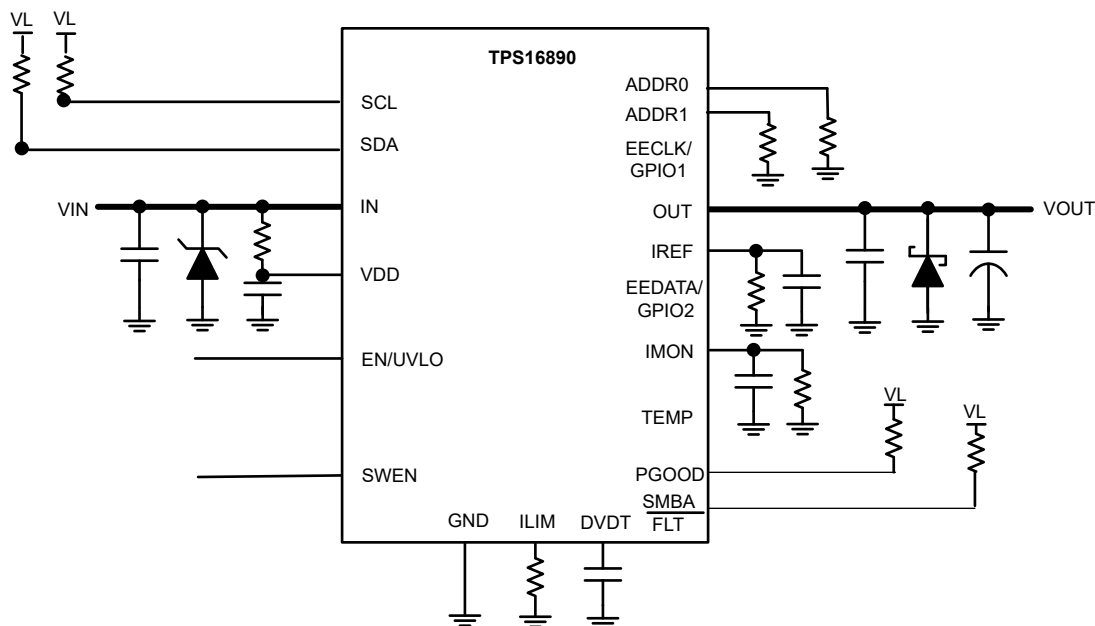 VL
VL
TPS16890
SCL
SDA
VIN
IN
VDD
EN/UVLO
SWEN
GND
ILIM
DVDT
ADDR0
ADDR1
EECLK/
GPIO1
OUT
VOUT
IREF
EEDATA/
GPIO2
IMON
TEMP
VL
VL
PGOOD
SMBA
FLT